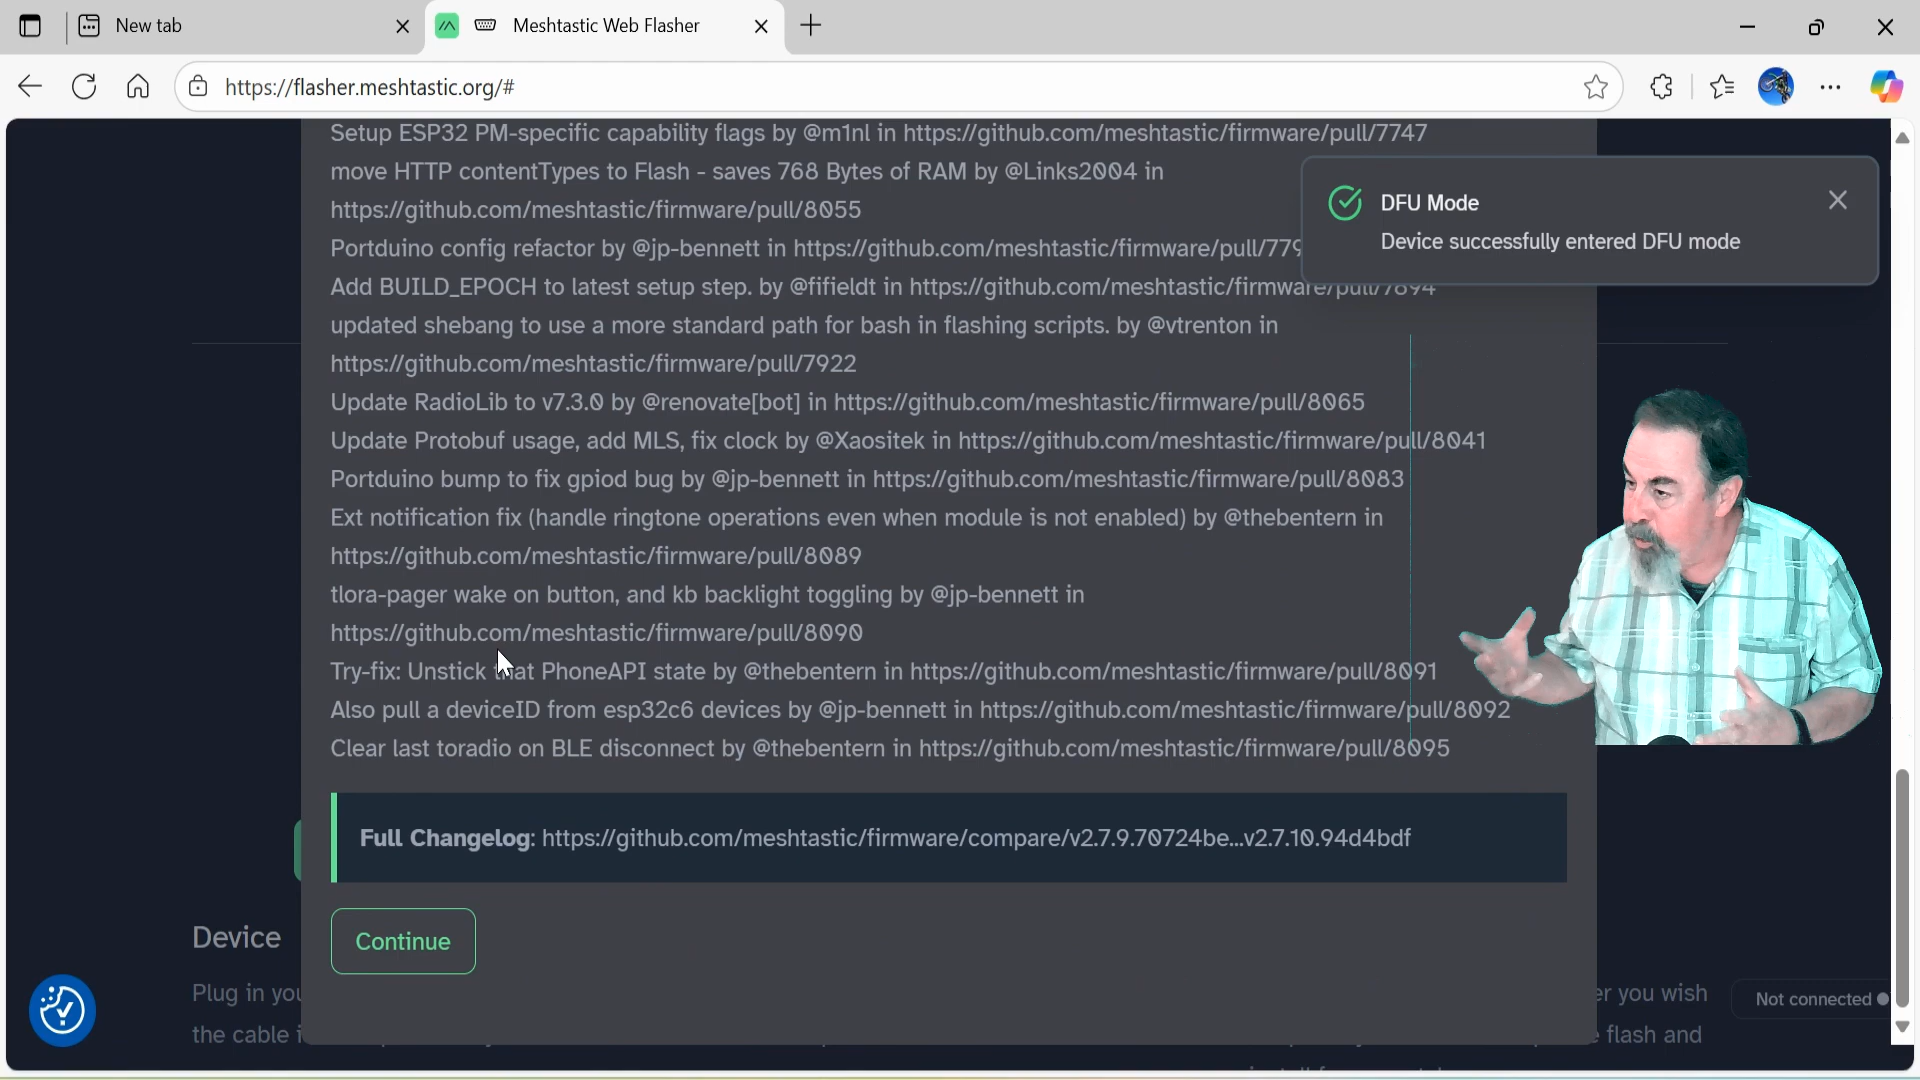 New tab
Meshtastic Web Flasher
https://flasher.meshtastic.org/#
Setup ESP32 PM-specific capability flags by @m1nl in https://github.com/meshtastic/firmware/pull/7747
move HTTP contentTypes to Flash - saves 768 Bytes of RAM by @Links2004 in
https://github.com/meshtastic/firmware/pull/8055
Portduino config refactor by @jp-bennett in https://github.com/meshtastic/firmware/pull/779
Add BUILD_EPOCH to latest setup step. by @fifieldt in https://github.com/meshtastic/firmware/pull/7894
updated shebang to use a more standard path for bash in flashing scripts. by @vtrenton in
https://github.com/meshtastic/firmware/pull/7922
Update RadioLib to v7.3.0 by @renovate[bot] in https://github.com/meshtastic/firmware/pull/8065
Update Protobuf usage, add MLS, fix clock by @Xaositek in https://github.com/meshtastic/firmware/pull/8041
Portduino bump to fix gpiod bug by @jp-bennett in https://github.com/meshtastic/firmware/pull/8083
Ext notification fix (handle ringtone operations even when module is not enabled) by @thebentern in
https://github.com/meshtastic/firmware/pull/8089
tlora-pager wake on button, and kb backlight toggling by @jp-bennett in
https://github.com/meshtastic/firmware/pull/8090
Try-fix: Unstick that PhoneAPI state by @thebentern in https://github.com/meshtastic/firmware/pull/8091
Also pull a deviceID from esp32c6 devices by @jp-bennett in https://github.com/meshtastic/firmware/pull/8092
Clear last toradio on BLE disconnect by @thebentern in https://github.com/meshtastic/firmware/pull/8095
Full Changelog: https://github.com/meshtastic/firmware/compare/v2.7.9.70724be...v2.7.10.94d4bdf
Continue
DFU Mode
Device successfully entered DFU mode
Device
Plug in you
the cable i
er you wish
e flash and
Not connected